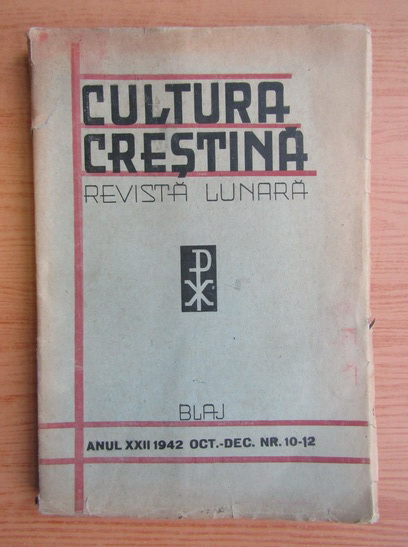 CULTURA
CREȘTINĂ
REVISTĂ LUNARĂ
BLAJ
ANUL XXII 1942 OCT.-DEC. NR. 10-12